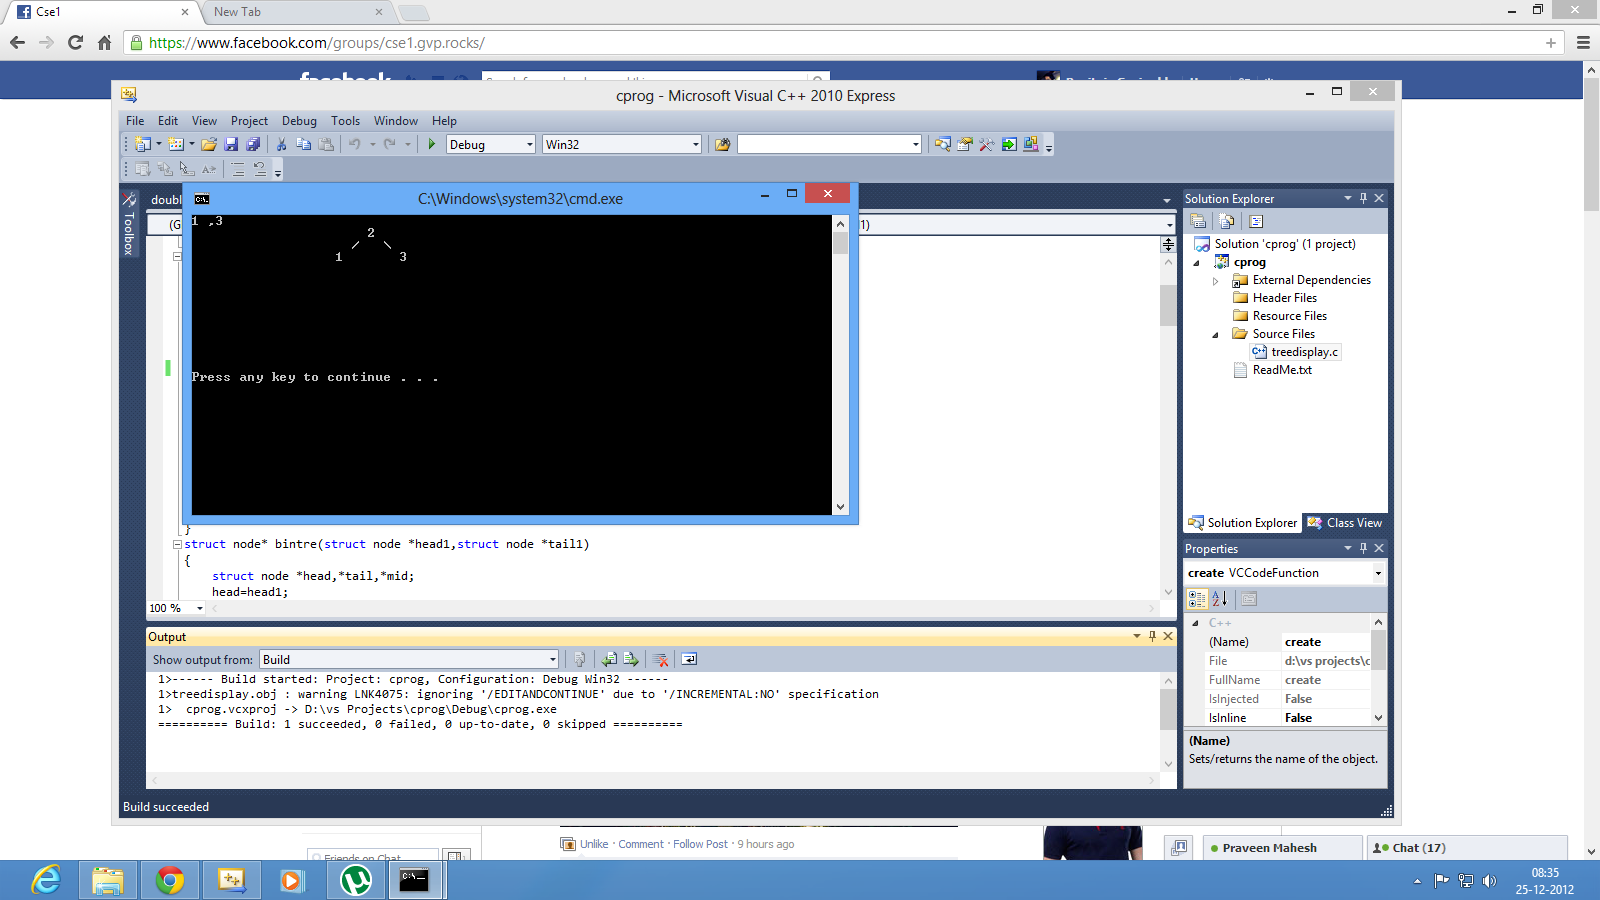 Cse1
New Tab
https://www.facebook.com/groups/cse1.gvp.rocks/
facebook
cprog - Microsoft Visual C++ 2010 Express
File Edit View Project Debug Tools Window Help
Debug Win32
Toolbox
doubl
C:\Windows\system32\cmd.exe
(G
1)
1 ,3
2
1 3
Press any key to continue . . .
}
struct node* bintre(struct node *head1,struct node *tail1)
{
struct node *head,*tail,*mid;
head=head1;
100 %
Solution Explorer
Solution 'cprog' (1 project)
cprog
External Dependencies
Header Files
Resource Files
Source Files
treedisplay.c
ReadMe.txt
Solution Explorer Class View
Properties
create VCCodeFunction
C++
(Name) create
File d:\vs projects\c
FullName create
IsInjected False
IsInline False
(Name)
Sets/returns the name of the object.
Output
Show output from: Build
1>------ Build started: Project: cprog, Configuration: Debug Win32 ------
1>treedisplay.obj : warning LNK4075: ignoring '/EDITANDCONTINUE' due to '/INCREMENTAL:NO' specification
1> cprog.vcxproj -> D:\vs Projects\cprog\Debug\cprog.exe
========== Build: 1 succeeded, 0 failed, 0 up-to-date, 0 skipped ==========
Build succeeded
Unlike · Comment · Follow Post · 9 hours ago
Friends on Chat
Praveen Mahesh
Chat (17)
08:35
25-12-2012